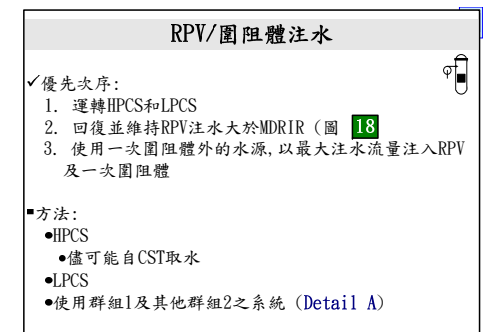 RPV/圍阻體注水
✓優先次序:
1. 運轉HPCS和LPCS
2. 回復並維持RPV注水大於MDRIR (圖 18
3. 使用一次圍阻體外的水源,以最大注水流量注入RPV
及一次圍阻體
▪方法:
●HPCS
●儘可能自CST取水
●LPCS
●使用群組1及其他群組2之系統 (Detail A)